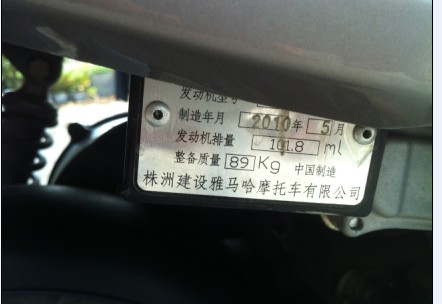 发动机型号
制造年月 2010年 5月
发动机排量 101.8 ml
整备质量 89 Kg 中国制造
株洲建设雅马哈摩托车有限公司